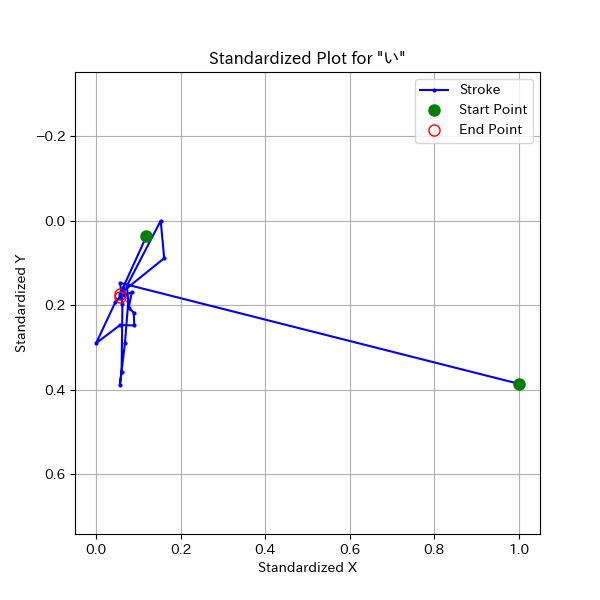 Standardized Plot for "い"
Stroke
Start Point
End Point
−0.2
0.0
0.2
0.4
0.6
Standardized Y
0.0 0.2 0.4 0.6 0.8 1.0
Standardized X